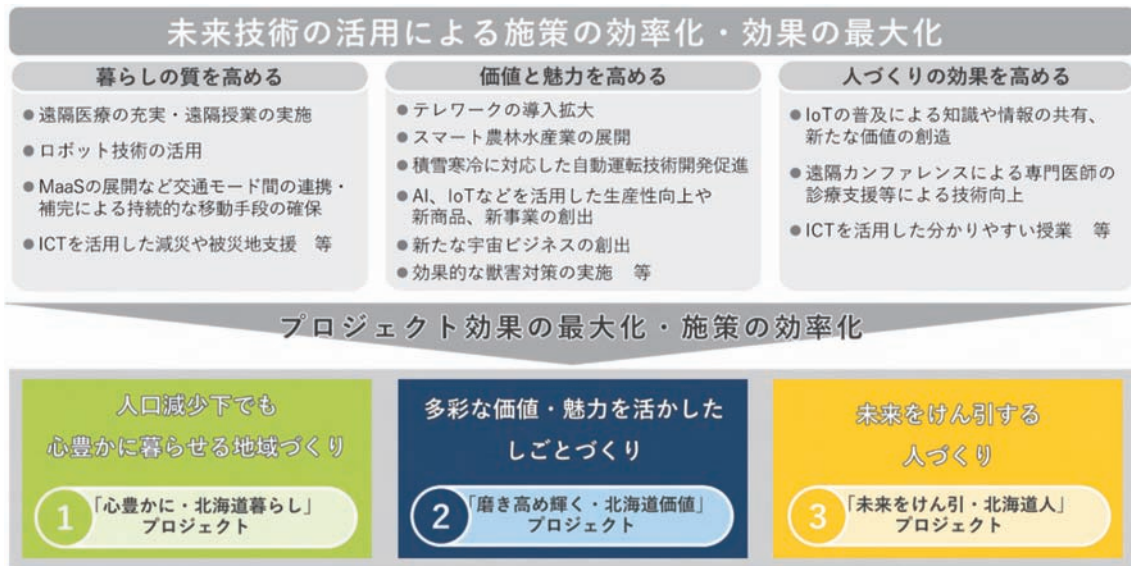 未来技術の活用による施策の効率化・効果の最大化
暮らしの質を高める
●遠隔医療の充実・遠隔授業の実施
●ロボット技術の活用
●MaaSの展開など交通モード間の連携・
補完による持続的な移動手段の確保
●ICTを活用した減災や被災地支援　等
価値と魅力を高める
●テレワークの導入拡大
●スマート農林水産業の展開
●積雪寒冷に対応した自動運転技術開発促進
●AI、IoTなどを活用した生産性向上や
新商品、新事業の創出
●新たな宇宙ビジネスの創出
●効果的な獣害対策の実施　等
人づくりの効果を高める
●IoTの普及による知識や情報の共有、
新たな価値の創造
●遠隔カンファレンスによる専門医師の
診療支援等による技術向上
●ICTを活用した分かりやすい授業　等
プロジェクト効果の最大化・施策の効率化
人口減少下でも
心豊かに暮らせる地域づくり
1
「心豊かに・北海道暮らし」
プロジェクト
多彩な価値・魅力を活かした
しごとづくり
2
「磨き高め輝く・北海道価値」
プロジェクト
未来をけん引する
人づくり
3
「未来をけん引・北海道人」
プロジェクト